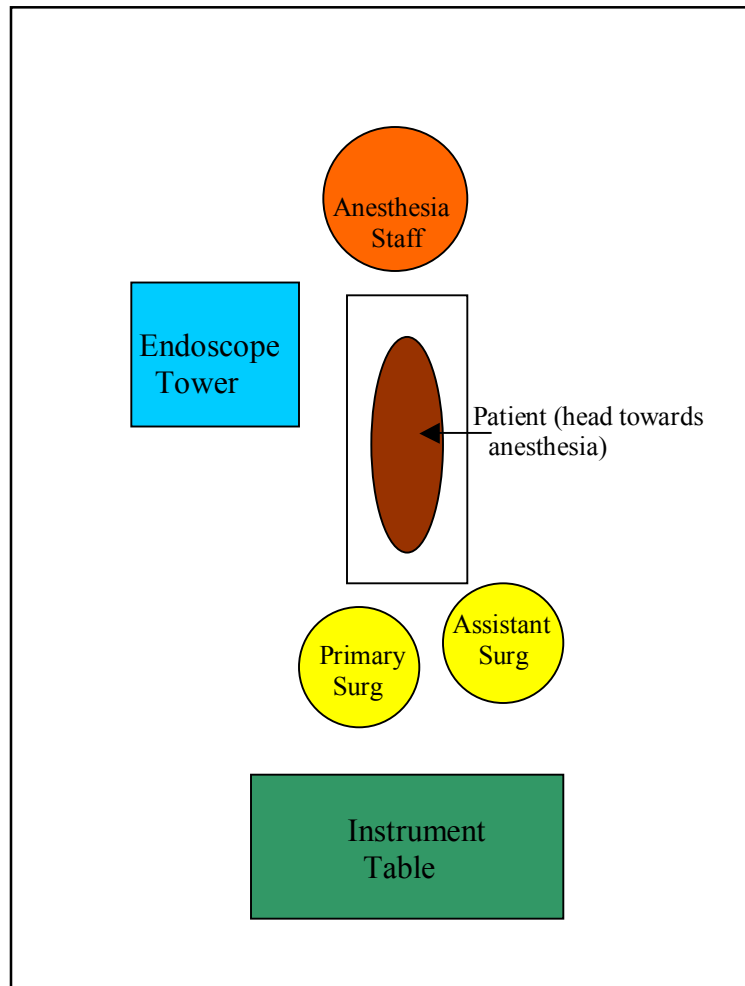 Anesthesia
Staff
Endoscope
Tower
Patient (head towards
anesthesia)
Assistant
Surg
Primary
Surg
Instrument
Table